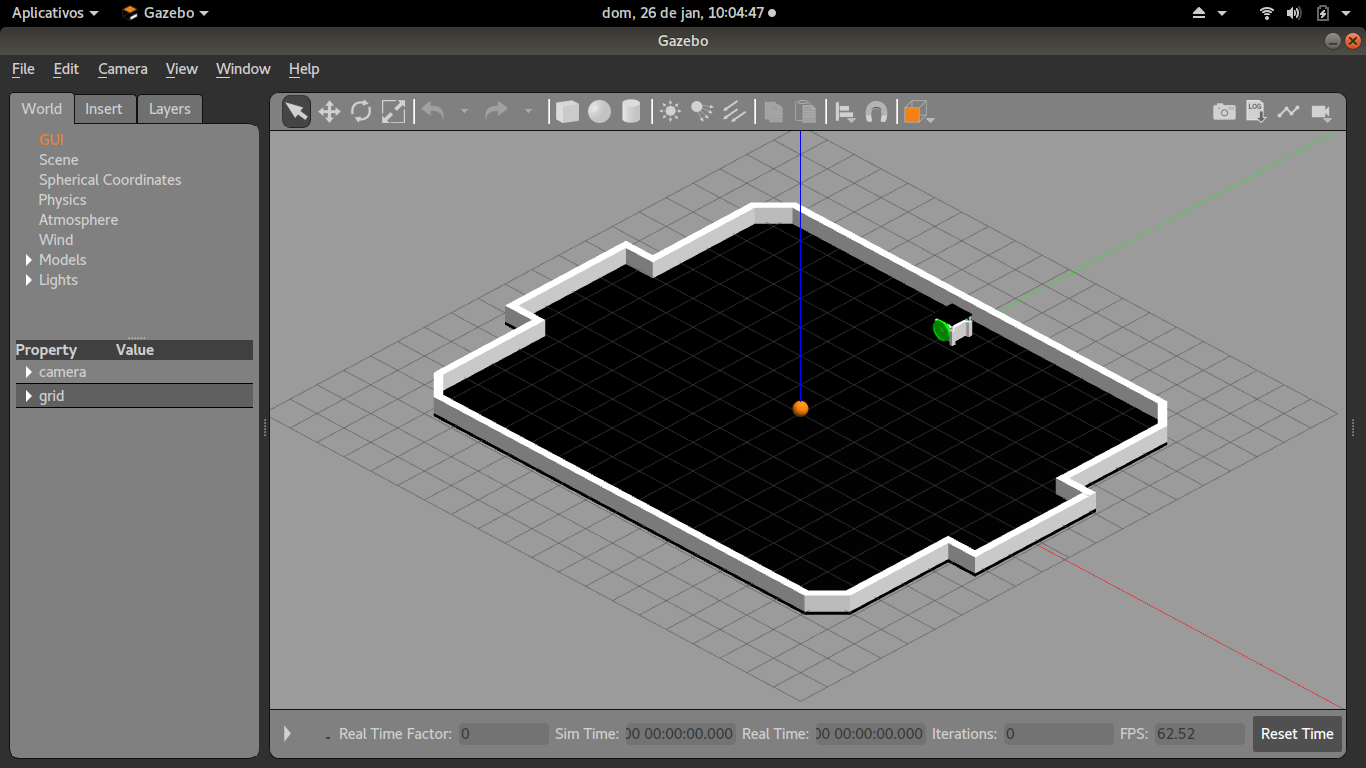 Aplicativos Gazebo dom, 26 de jan, 10:04:47
Gazebo
File Edit Camera View Window Help
World Insert Layers
LOG
GUI
Scene
Spherical Coordinates
Physics
Atmosphere
Wind
Models
Lights
Property Value
camera
grid
Real Time Factor: 0 Sim Time: 00 00:00:00.000 Real Time: 00 00:00:00.000 Iterations: 0 FPS: 62.52 Reset Time